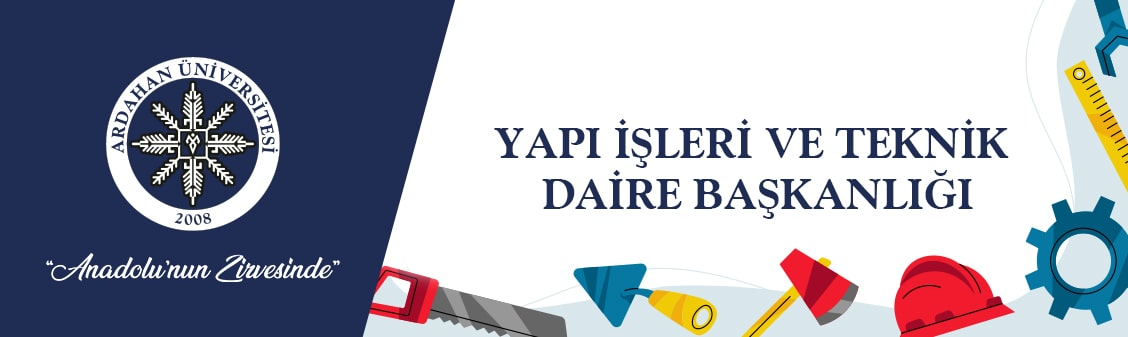 ARDAHAN ÜNİVERSİTESİ
2008
“Anadolu’nun Zirvesinde”
YAPI İŞLERİ VE TEKNİK
DAİRE BAŞKANLIĞI